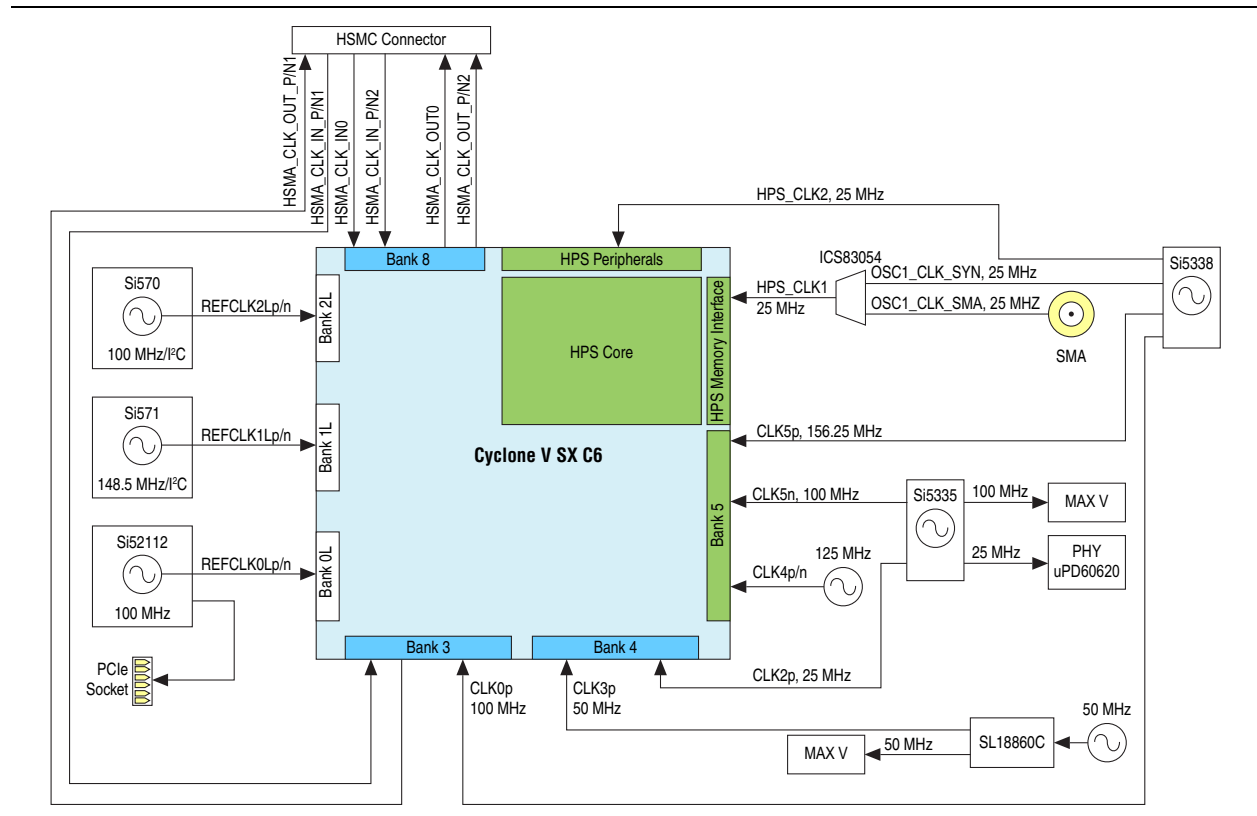 HSMC Connector
HSMA_CLK_OUT_P/N1
HSMA_CLK_IN_P/N1
HSMA_CLK_IN0
HSMA_CLK_IN_P/N2
HSMA_CLK_OUT0
HSMA_CLK_OUT_P/N2
HPS_CLK2, 25 MHz
Bank 8
HPS Peripherals
ICS83054
OSC1_CLK_SYN, 25 MHz
Si5338
Si570
REFCLK2Lp/n
100 MHz/I²C
Bank 2L
HPS Core
HPS Memory Interface
HPS_CLK1
25 MHz
OSC1_CLK_SMA, 25 MHZ
SMA
Si571
REFCLK1Lp/n
148.5 MHz/I²C
Bank 1L
Cyclone V SX C6
CLK5p, 156.25 MHz
Bank 5
CLK5n, 100 MHz
Si5335
100 MHz
MAX V
Si52112
REFCLK0Lp/n
100 MHz
Bank 0L
CLK4p/n
125 MHz
25 MHz
PHY
uPD60620
Bank 3
Bank 4
PCIe
Socket
CLK0p
100 MHz
CLK3p
50 MHz
CLK2p, 25 MHz
50 MHz
SL18860C
50 MHz
MAX V